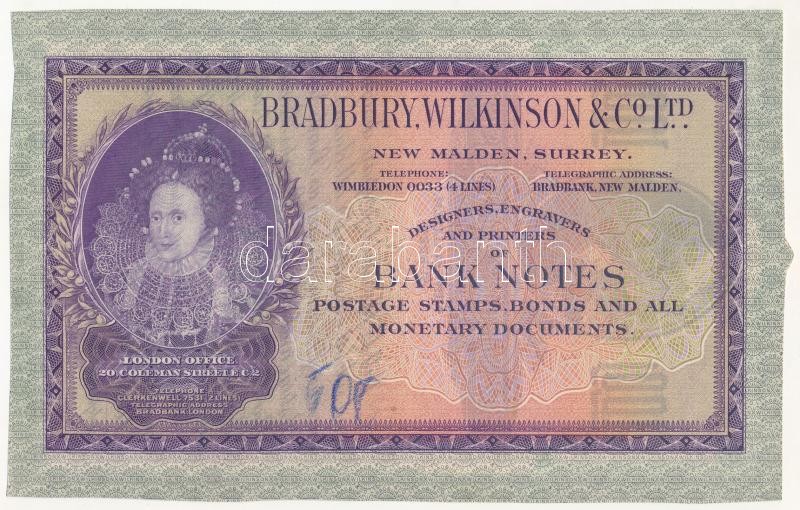 BRADBURY, WILKINSON & Cº. LTD.
NEW MALDEN, SURREY.
TELEPHONE:
WIMBLEDON 0033 (4 LINES)
TELEGRAPHIC ADDRESS:
BRADBANK, NEW MALDEN.
DESIGNERS, ENGRAVERS
AND PRINTERS
OF
BANK NOTES
POSTAGE STAMPS, BONDS AND ALL
MONETARY DOCUMENTS.
LONDON OFFICE
20, COLEMAN STREET, E.C.2
TELEPHONE
CLERKENWELL 7531 2 LINES
TELEGRAPHIC ADDRESS
BRADBANK, LONDON
darabanth